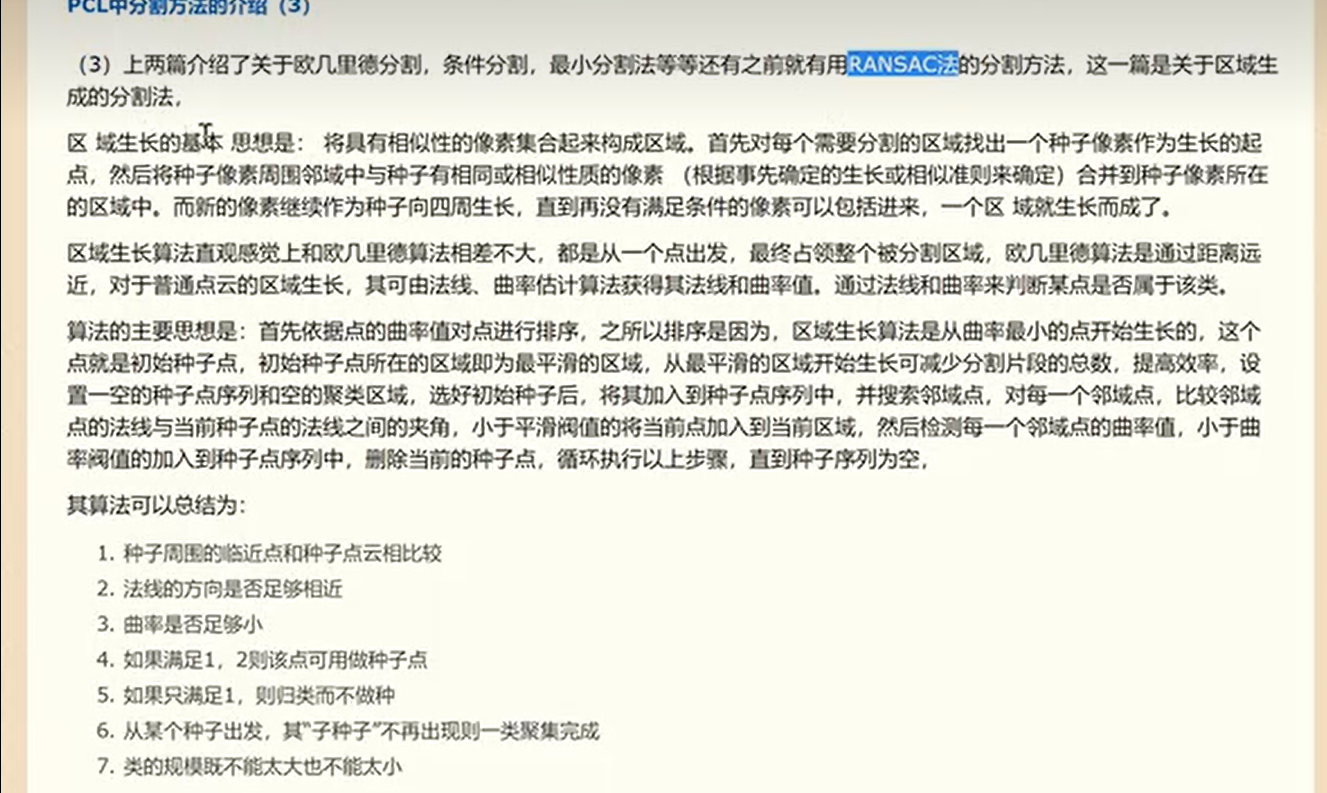 PCL中分割方法的介绍（3）
（3）上两篇介绍了关于欧几里德分割，条件分割，最小分割法等等还有之前就有用RANSAC法的分割方法，这一篇是关于区域生
成的分割法，
区 域生长的基本 思想是： 将具有相似性的像素集合起来构成区域。首先对每个需要分割的区域找出一个种子像素作为生长的起
点，然后将种子像素周围邻域中与种子有相同或相似性质的像素 （根据事先确定的生长或相似准则来确定）合并到种子像素所在
的区域中。而新的像素继续作为种子向四周生长，直到再没有满足条件的像素可以包括进来，一个区 域就生长而成了。
区域生长算法直观感觉上和欧几里德算法相差不大，都是从一个点出发，最终占领整个被分割区域，欧几里德算法是通过距离远
近，对于普通点云的区域生长，其可由法线、曲率估计算法获得其法线和曲率值。通过法线和曲率来判断某点是否属于该类。
算法的主要思想是：首先依据点的曲率值对点进行排序，之所以排序是因为，区域生长算法是从曲率最小的点开始生长的，这个
点就是初始种子点，初始种子点所在的区域即为最平滑的区域，从最平滑的区域开始生长可减少分割片段的总数，提高效率，设
置一空的种子点序列和空的聚类区域，选好初始种子后，将其加入到种子点序列中，并搜索邻域点，对每一个邻域点，比较邻域
点的法线与当前种子点的法线之间的夹角，小于平滑阀值的将当前点加入到当前区域，然后检测每一个邻域点的曲率值，小于曲
率阀值的加入到种子点序列中，删除当前的种子点，循环执行以上步骤，直到种子序列为空，
其算法可以总结为：
1. 种子周围的临近点和种子点云相比较
2. 法线的方向是否足够相近
3. 曲率是否足够小
4. 如果满足1，2则该点可用做种子点
5. 如果只满足1，则归类而不做种
6. 从某个种子出发，其“子种子”不再出现则一类聚集完成
7. 类的规模既不能太大也不能太小